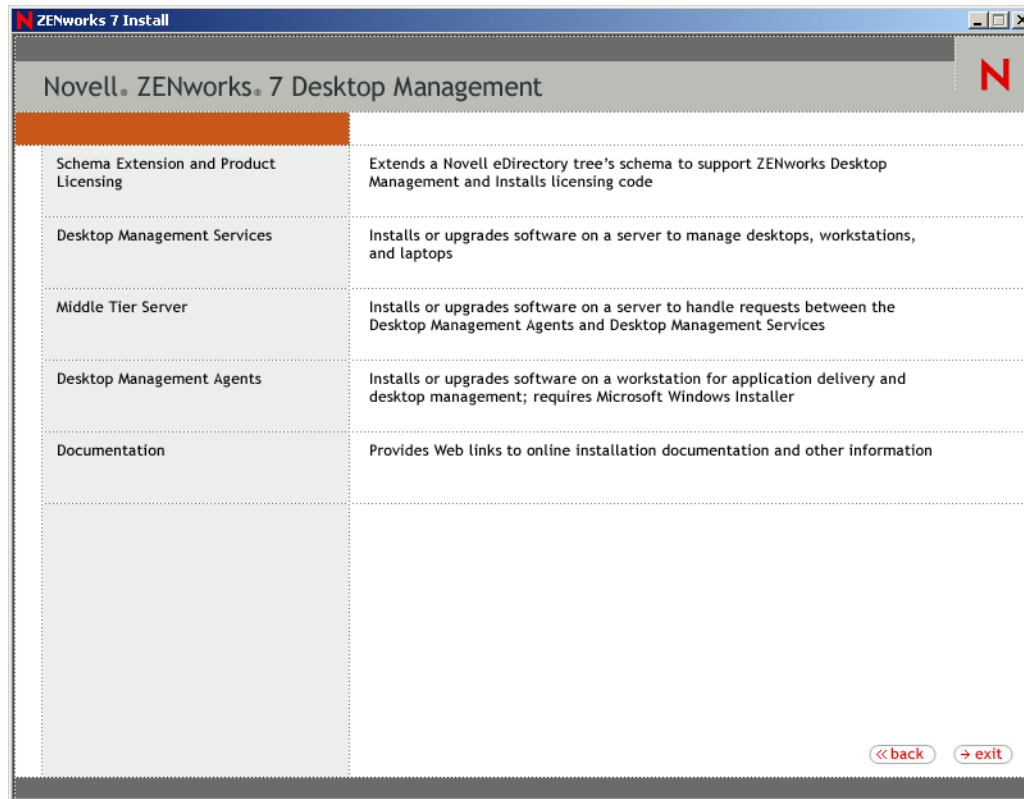 ZENworks 7 Install
Novell® ZENworks® 7 Desktop Management
Schema Extension and Product
Licensing
Extends a Novell eDirectory tree's schema to support ZENworks Desktop
Management and Installs licensing code
Desktop Management Services
Installs or upgrades software on a server to manage desktops, workstations,
and laptops
Middle Tier Server
Installs or upgrades software on a server to handle requests between the
Desktop Management Agents and Desktop Management Services
Desktop Management Agents
Installs or upgrades software on a workstation for application delivery and
desktop management; requires Microsoft Windows Installer
Documentation
Provides Web links to online installation documentation and other information
« back
→ exit